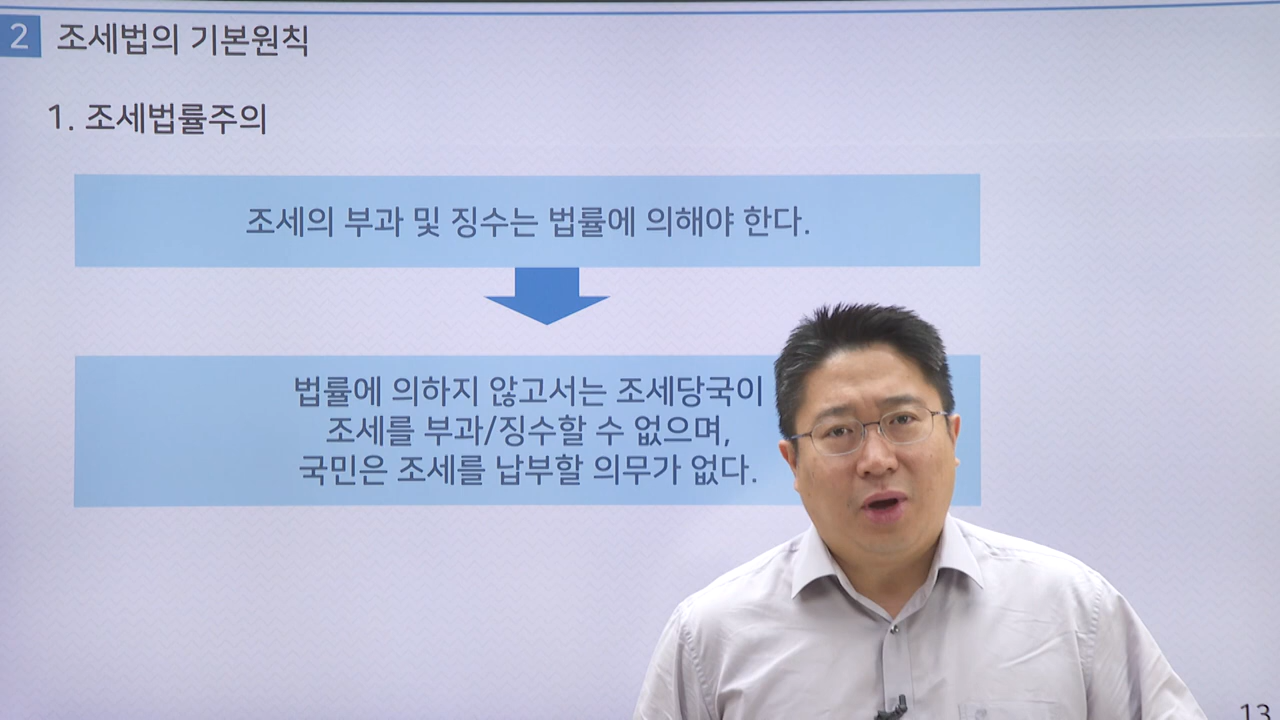 2 조세법의 기본원칙
1. 조세법률주의
조세의 부과 및 징수는 법률에 의해야 한다.
법률에 의하지 않고서는 조세당국이
조세를 부과/징수할 수 없으며,
국민은 조세를 납부할 의무가 없다.
13